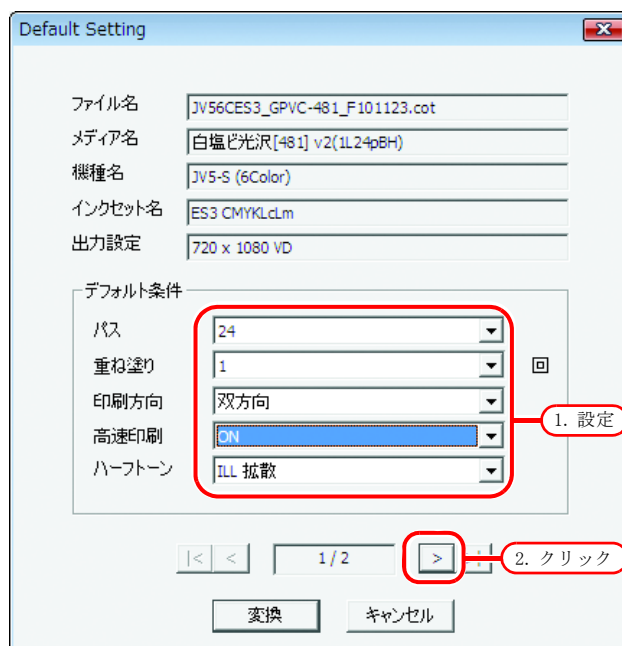 Default Setting
ファイル名 JV56CES3_GPVC-481_F101123.cot
メディア名 白塩ビ光沢[481] v2(1L24pBH)
機種名 JV5-S (6Color)
インクセット名 ES3 CMYKLcLm
出力設定 720 x 1080 VD
デフォルト条件
パス 24
重ね塗り 1 回
印刷方向 双方向
1. 設定
高速印刷 ON
ハーフトーン ILL 拡散
|< < 1 / 2 > 2. クリック
変換 キャンセル